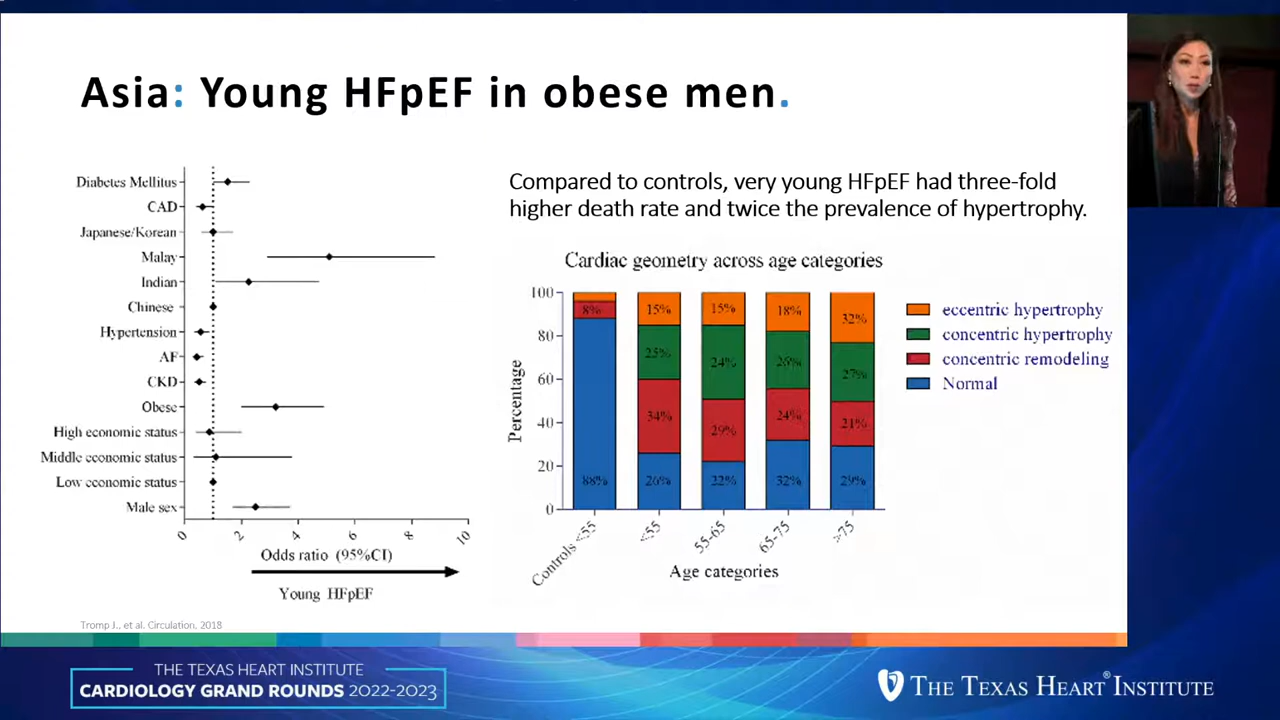 Asia: Young HFpEF in obese men.
Diabetes Mellitus
CAD
Japanese/Korean
Malay
Indian
Chinese
Hypertension
AF
CKD
Obese
High economic status
Middle economic status
Low economic status
Male sex
0 2 4 6 8 10
Odds ratio (95%CI)
Young HFpEF
Compared to controls, very young HFpEF had three-fold
higher death rate and twice the prevalence of hypertrophy.
Cardiac geometry across age categories
Percentage
100
80
60
40
20
0
8%
88%
15%
25%
34%
26%
15%
24%
29%
22%
18%
26%
24%
32%
32%
27%
21%
29%
Controls <55
<55
55-65
65-75
>75
Age categories
eccentric hypertrophy
concentric hypertrophy
concentric remodeling
Normal
Tromp J., et al. Circulation, 2018
THE TEXAS HEART INSTITUTE
CARDIOLOGY GRAND ROUNDS 2022-2023
THE TEXAS HEART® INSTITUTE